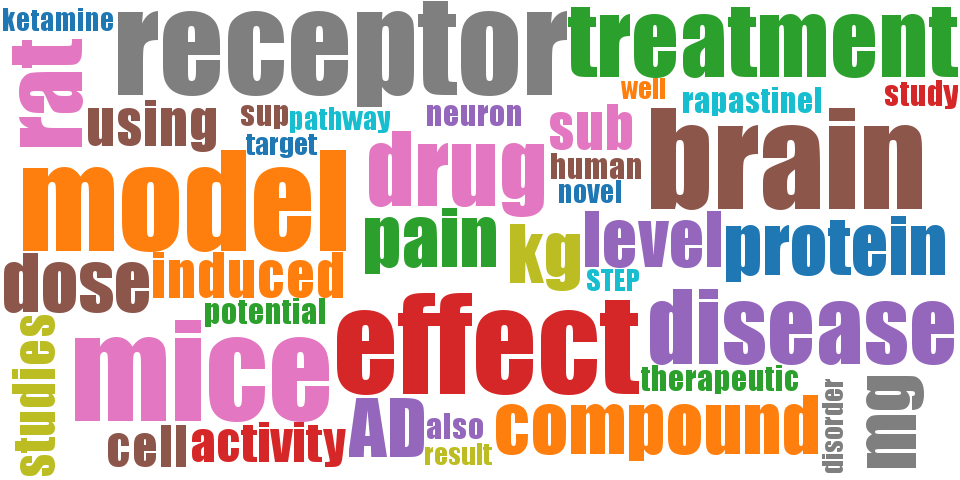 ketamine
receptor
treatment
rat
well
rapastinel
study
using
sup
pathway
neuron
sub
brain
target
drug
human
model
novel
pain
level
protein
kg
dose
induced
STEP
potential
disease
effect
studies
mice
therapeutic
mg
disorder
AD
also
compound
cell
activity
result